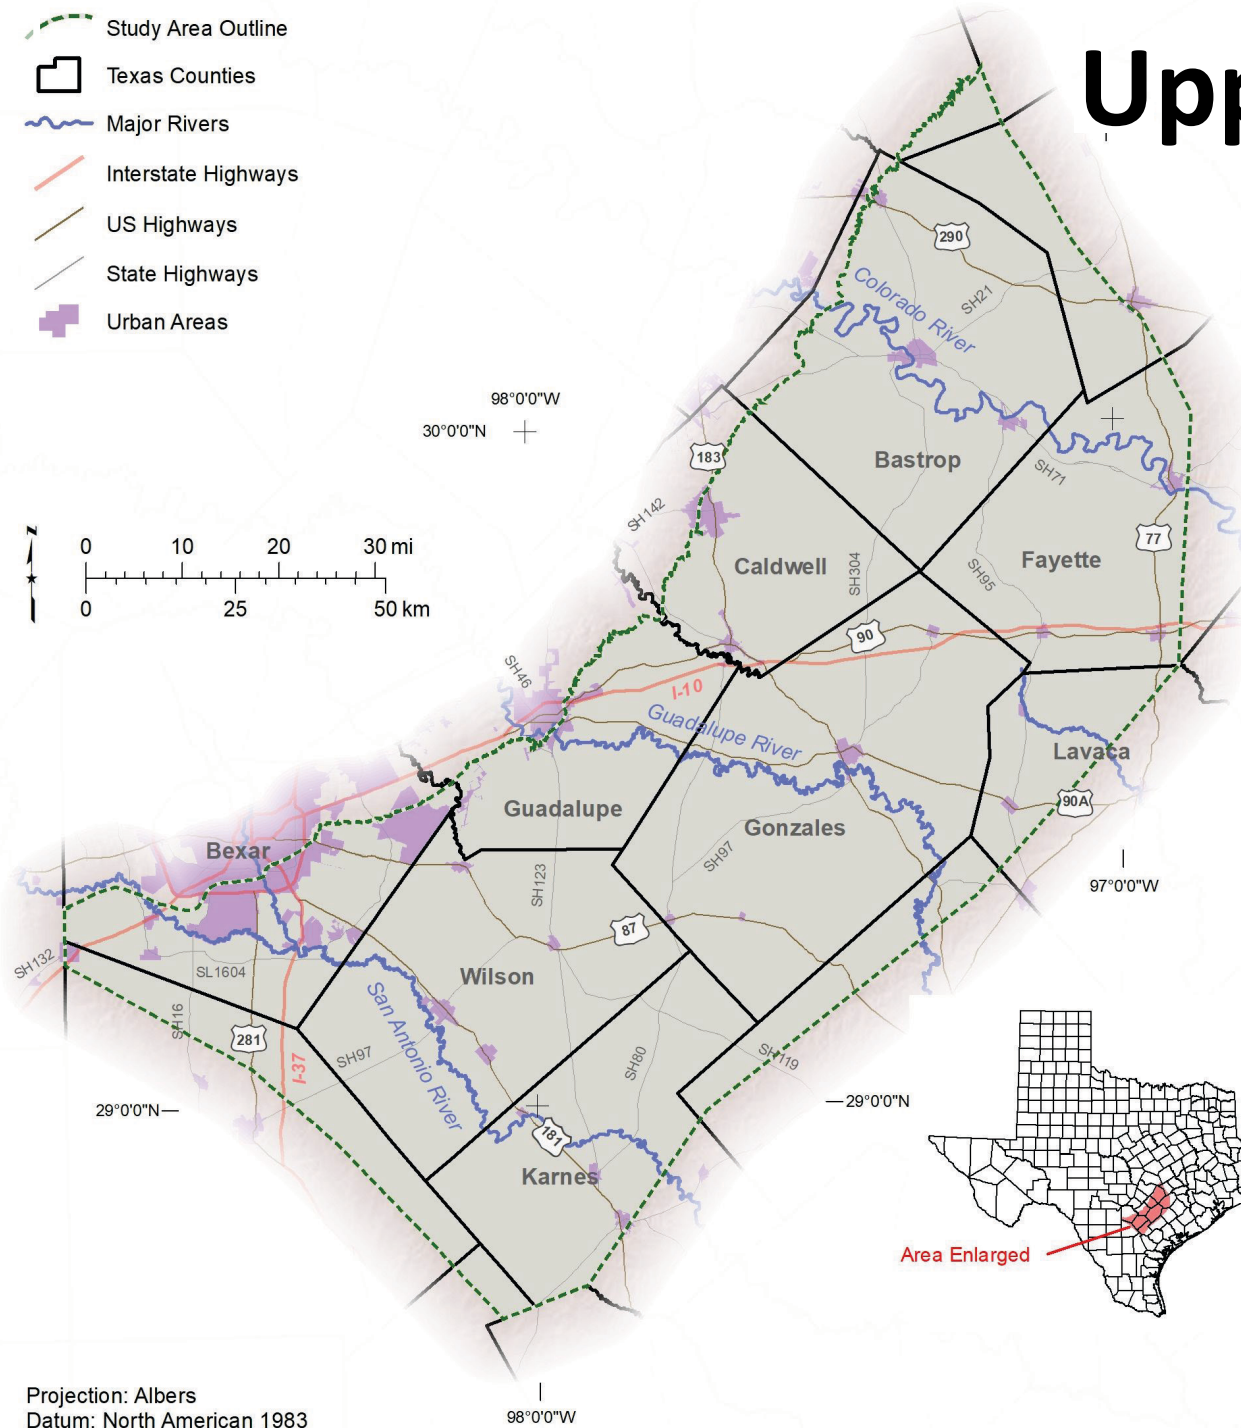 Study Area Outline
Texas Counties
Major Rivers
Interstate Highways
US Highways
State Highways
Urban Areas
Upp
290
Colorado River
SH21
98°0'0"W
30°0'0"N
183
Bastrop
SH71
SH142
N
0 10 20 30 mi
0 25 50 km
77
Caldwell
SH304
SH95
Fayette
90
SH46
I-10
Guadalupe River
Lavaca
90A
Guadalupe
Gonzales
Bexar
SH97
SH123
97°0'0"W
87
SH132
SL1604
Wilson
San Antonio River
SH16
281
I-37
SH97
SH80
SH119
29°0'0"N
29°0'0"N
181
Karnes
Area Enlarged
Projection: Albers
Datum: North American 1983
98°0'0"W